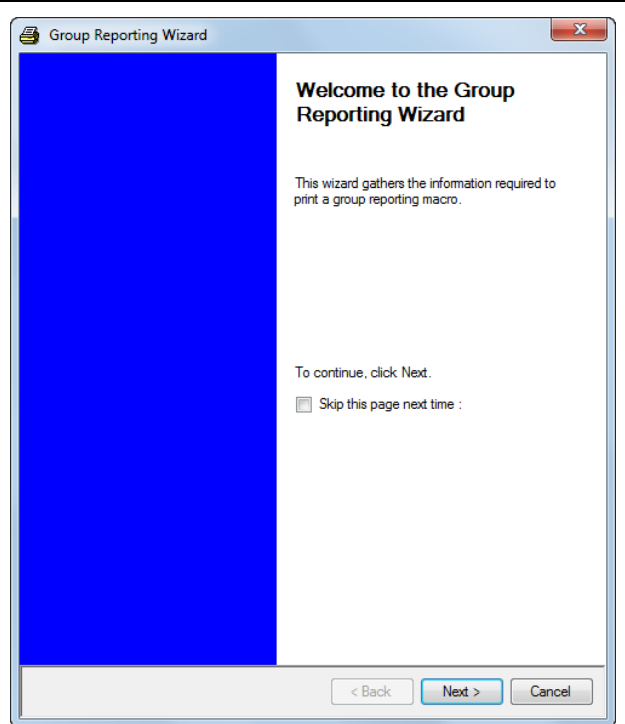 Group Reporting Wizard
Welcome to the Group
Reporting Wizard
This wizard gathers the information required to
print a group reporting macro.
To continue, click Next.
Skip this page next time :
< Back
Next >
Cancel